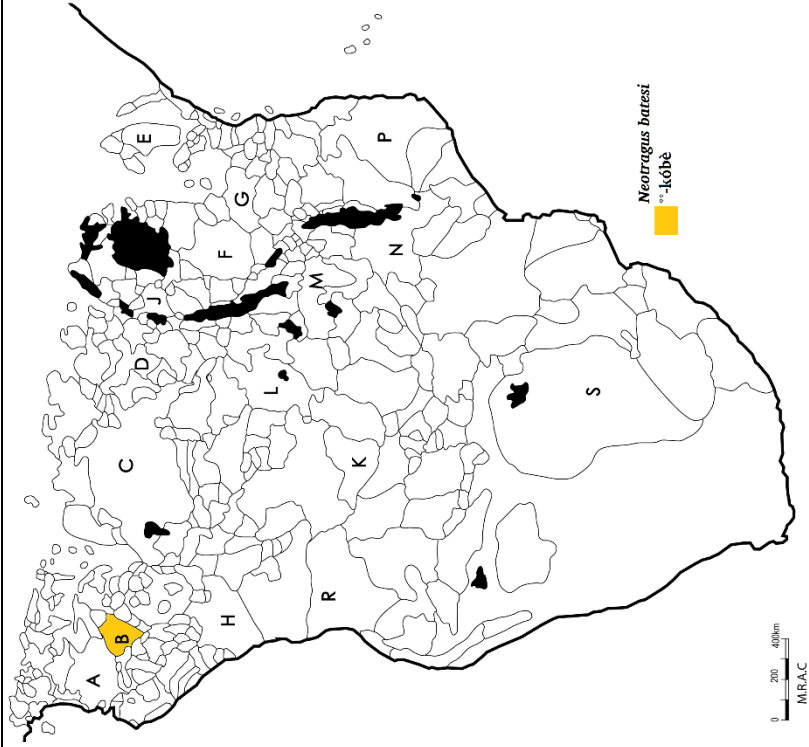 A
B
C
D
E
F
G
H
J
K
L
M
N
P
R
S
Neotragus batesi
°°-kóbè
0 200 400km
M.R.A.C